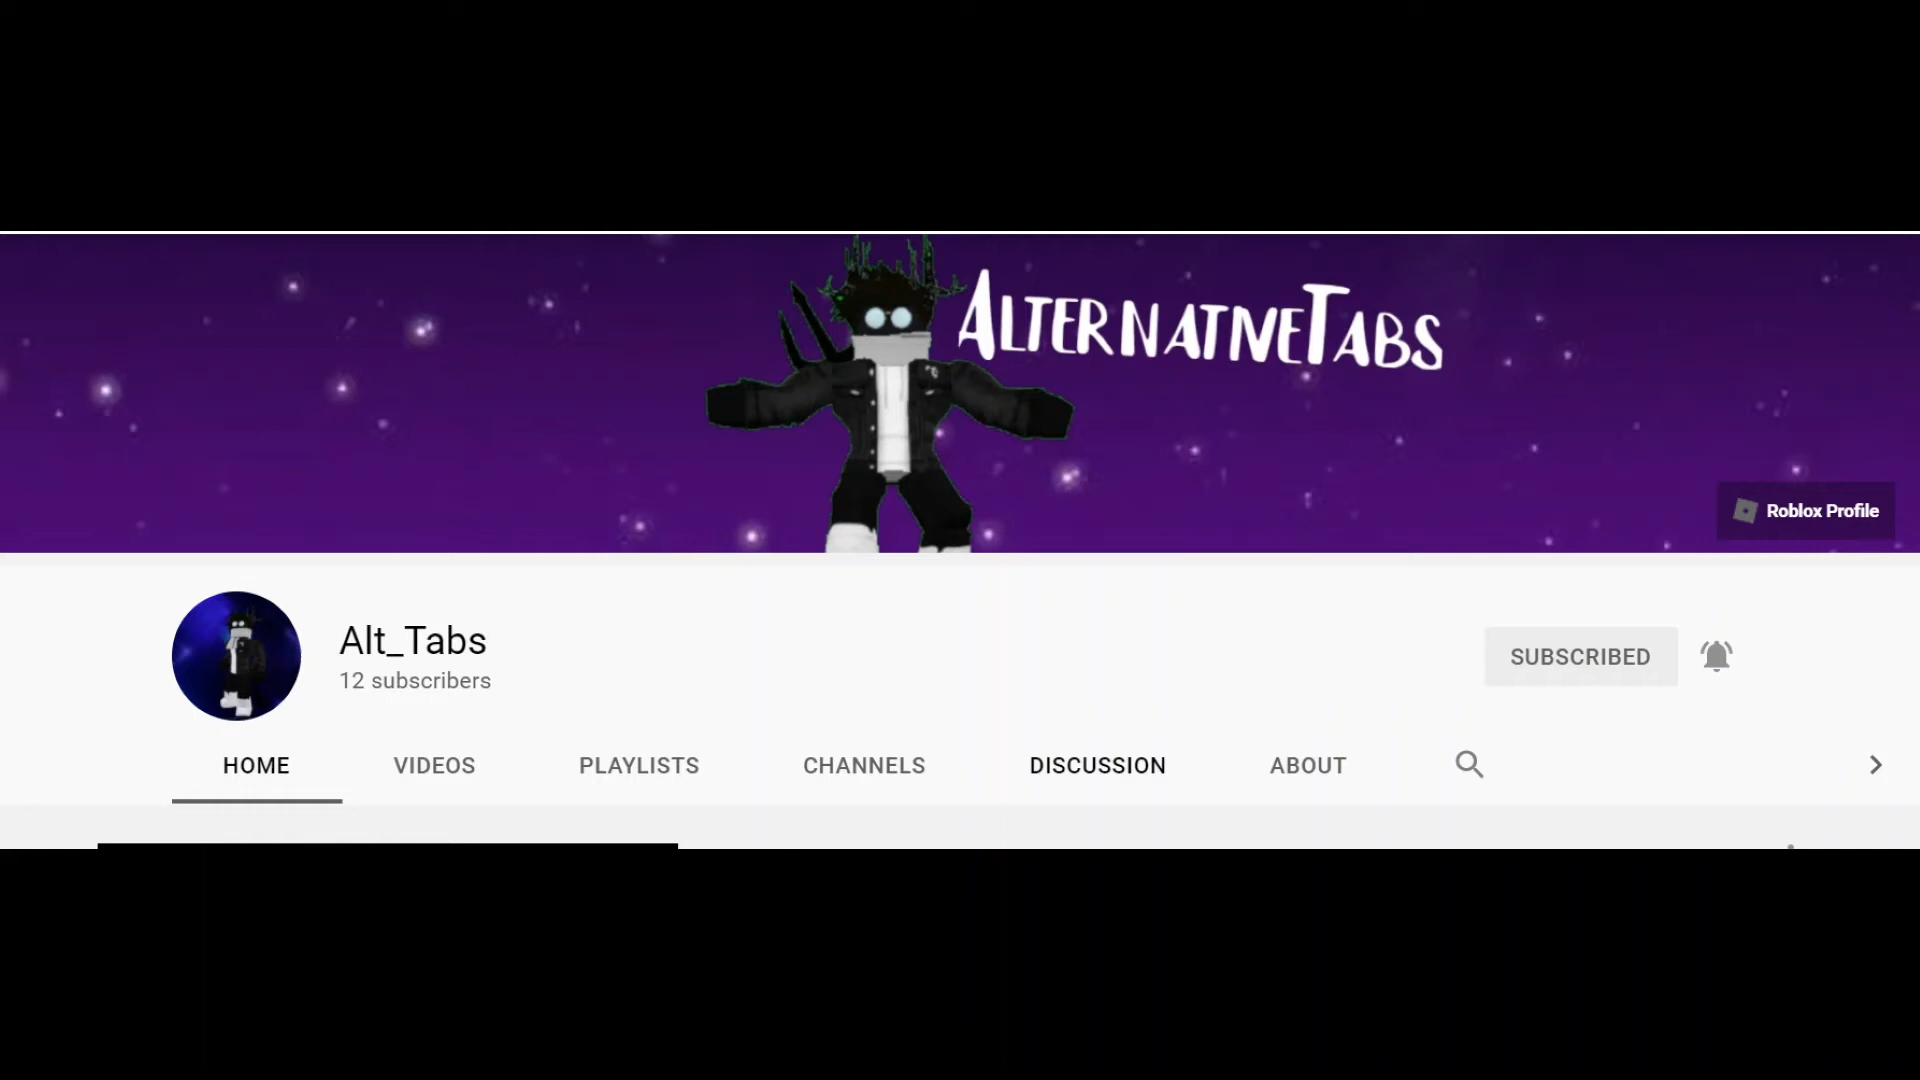 ALTERNATIVETABS
Roblox Profile
Alt_Tabs
12 subscribers
SUBSCRIBED
HOME VIDEOS PLAYLISTS CHANNELS DISCUSSION ABOUT